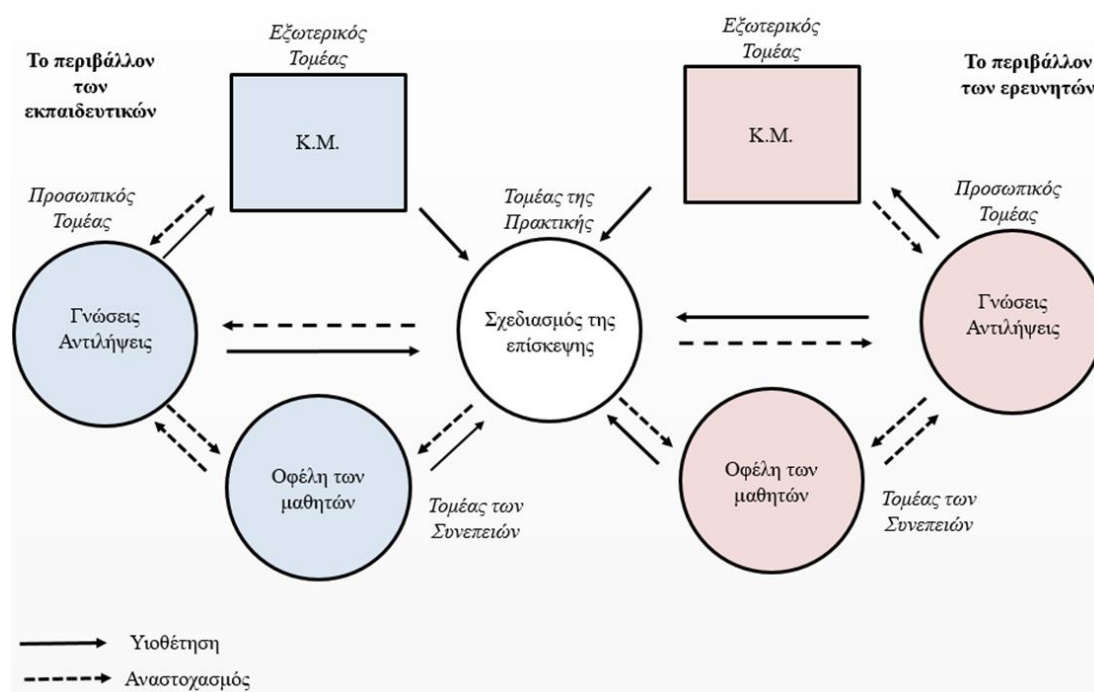 Εξωτερικός
Τομέας
Εξωτερικός
Τομέας
Το περιβάλλον
των
εκπαιδευτικών
Το περιβάλλον
των ερευνητών
Κ.Μ.
Κ.Μ.
Προσωπικός
Τομέας
Τομέας της
Πρακτικής
Προσωπικός
Τομέας
Γνώσεις
Αντιλήψεις
Σχεδιασμός της
επίσκεψης
Γνώσεις
Αντιλήψεις
Οφέλη των
μαθητών
Τομέας των
Συνεπειών
Οφέλη των
μαθητών
Τομέας των
Συνεπειών
Υιοθέτηση
Αναστοχασμός